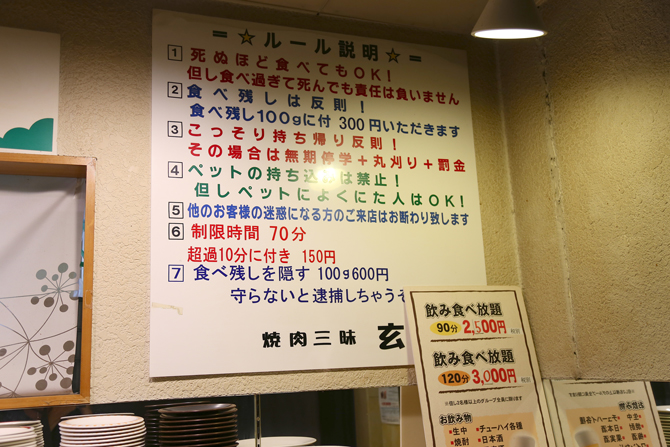 ＝☆ルール説明☆＝
1 死ぬほど食べてもOK!
但し食べ過ぎて死んでも責任は負いません
2 食べ残しは反則!
食べ残し100gに付 300円いただきます
3 こっそり持ち帰り反則!
その場合は無期停学＋丸刈り＋罰金
4 ペットの持ち込みは禁止!
但しペットによくにた人はOK!
5 他のお客様の迷惑になる方のご来店はお断わり致します
6 制限時間 70分
超過10分に付き 150円
7 食べ残しを隠す 100g600円
守らないと逮捕しちゃうぞ
焼肉三昧 玄
飲み食べ放題
90分 2,500円
飲み食べ放題
120分 3,000円
お飲み物
・生中 ・チューハイ各種
・焼酎 ・日本酒